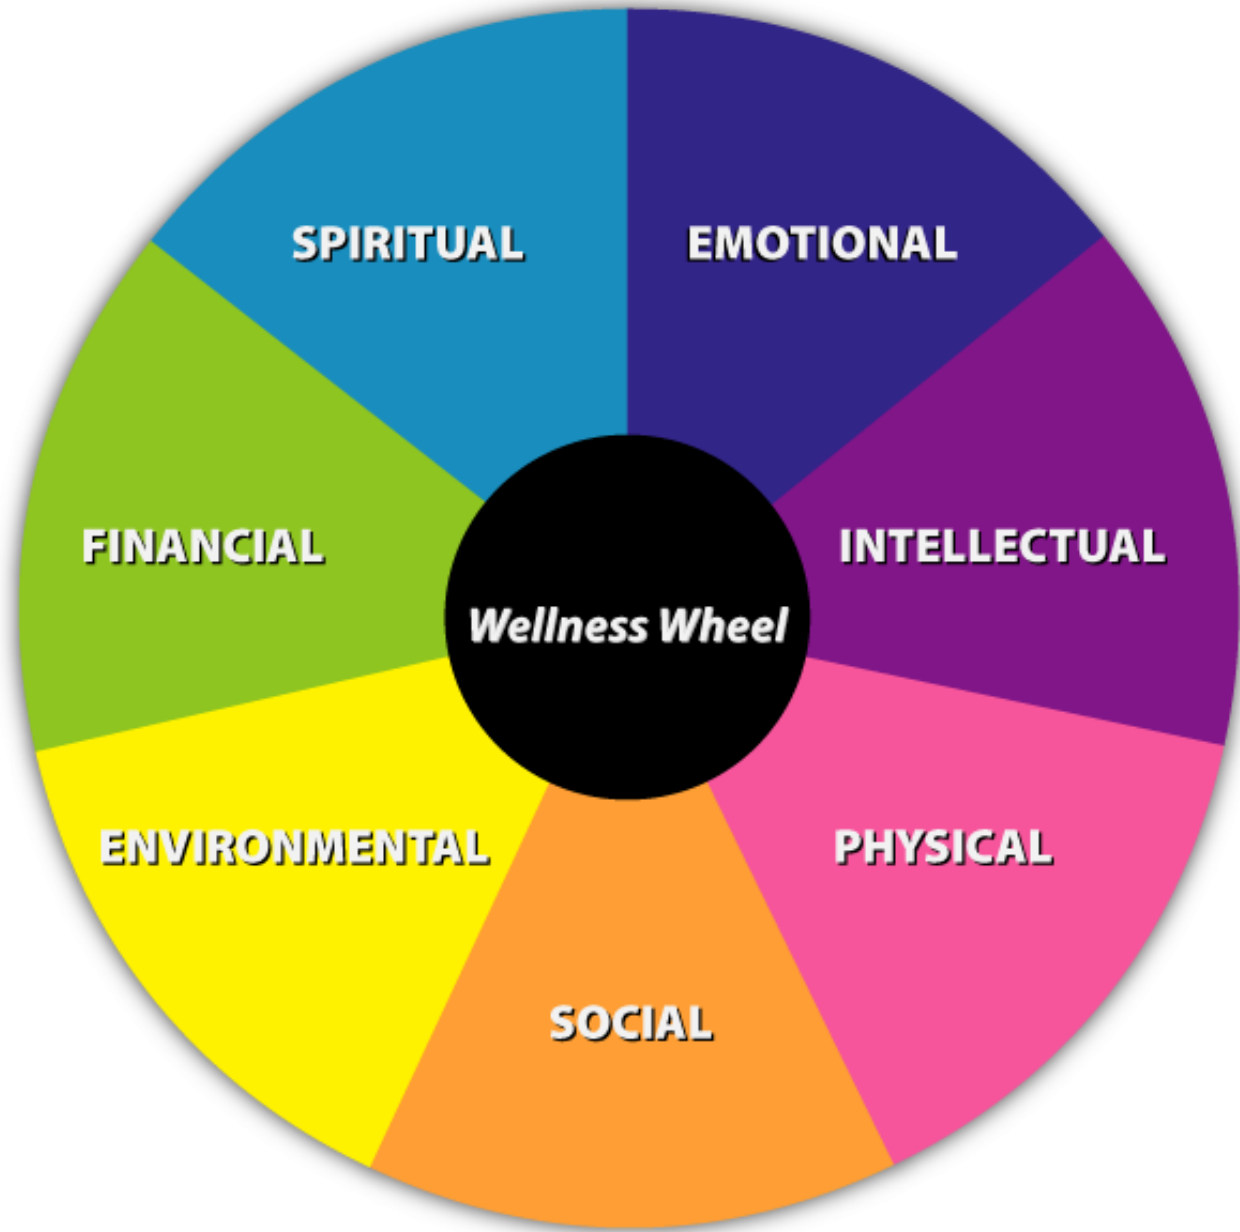 SPIRITUAL
EMOTIONAL
FINANCIAL
INTELLECTUAL
Wellness Wheel
ENVIRONMENTAL
PHYSICAL
SOCIAL